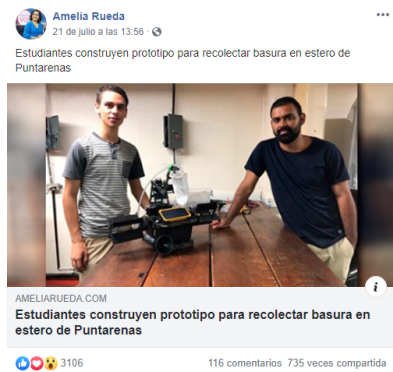 Amelia Rueda
21 de julio a las 13:56 ·
Estudiantes construyen prototipo para recolectar basura en estero de
Puntarenas
AMELIARUEDA.COM
Estudiantes construyen prototipo para recolectar basura en
estero de Puntarenas
3106
116 comentarios 735 veces compartida